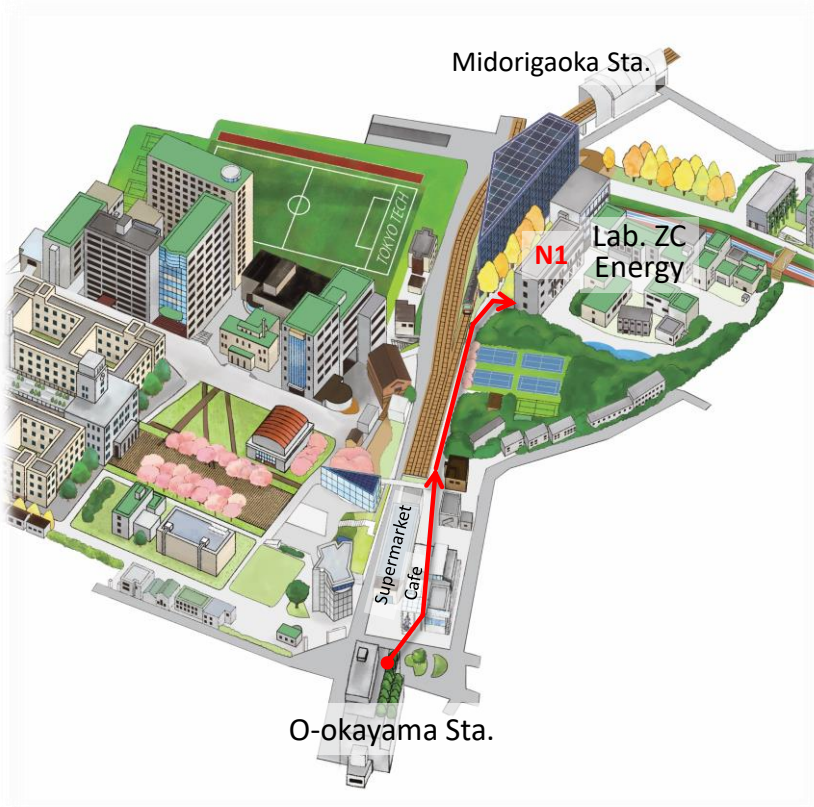 Midorigaoka Sta.
TOKYO TECH
N1
Lab. ZC
Energy
Supermarket
Cafe
O-okayama Sta.